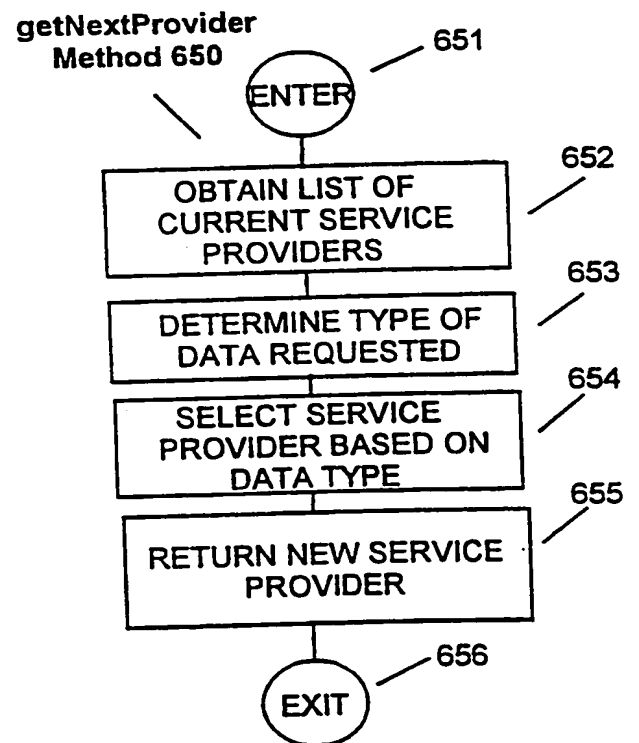 getNextProvider
Method 650
651
ENTER
652
OBTAIN LIST OF
CURRENT SERVICE
PROVIDERS
653
DETERMINE TYPE OF
DATA REQUESTED
654
SELECT SERVICE
PROVIDER BASED ON
DATA TYPE
655
RETURN NEW SERVICE
PROVIDER
656
EXIT